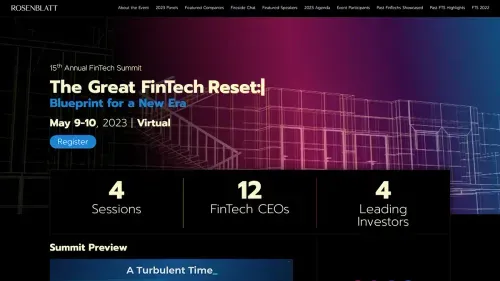 ROSENBLATT
About the Event 2023 Panels Featured Companies Fireside Chat Featured Speakers 2023 Agenda Event Participants Past FinTechs Showcased Past FTS Highlights FTS 2022
15th Annual FinTech Summit
The Great FinTech Reset:
Blueprint for a New Era
May 9-10, 2023 | Virtual
Register
4 12 4
Sessions FinTech CEOs Leading
Investors
Summit Preview
A Turbulent Time_